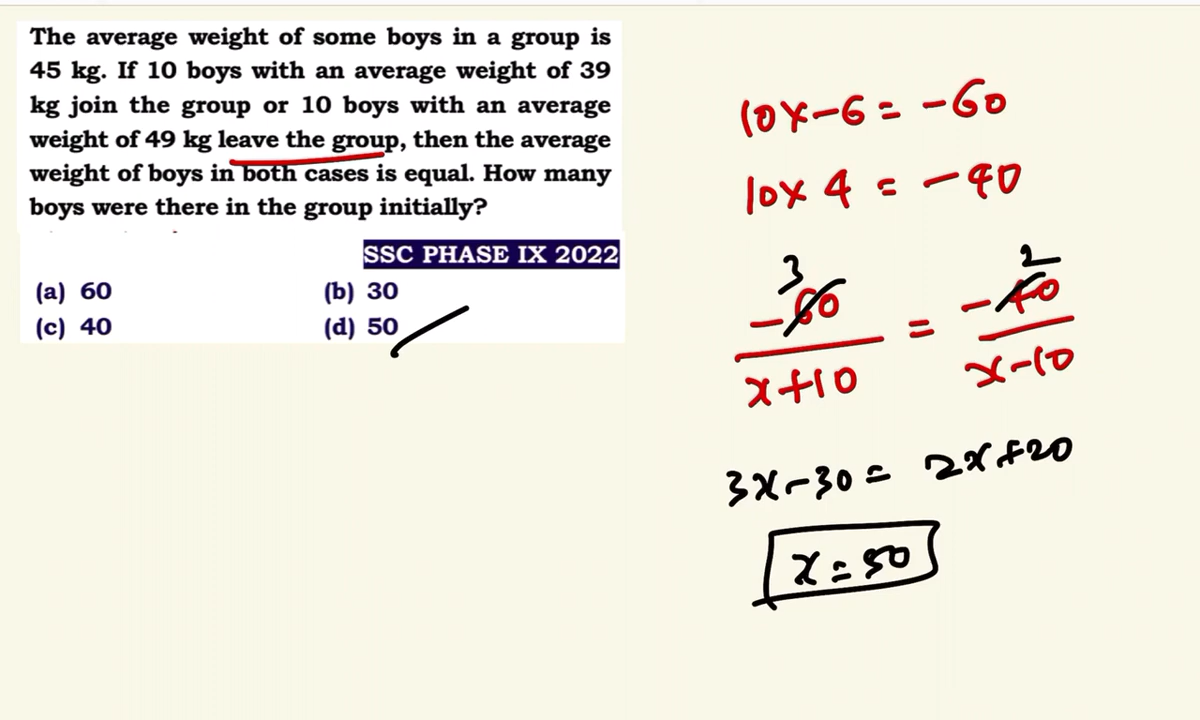 The average weight of some boys in a group is
45 kg. If 10 boys with an average weight of 39
kg join the group or 10 boys with an average
weight of 49 kg leave the group, then the average
weight of boys in both cases is equal. How many
boys were there in the group initially?
SSC PHASE IX 2022
(a) 60 (b) 30
(c) 40 (d) 50
10x-6 = -60
10x 4 = -40
3 2
-60/x+10 = -40/x-10
3x-30 = 2x+20
x = 50